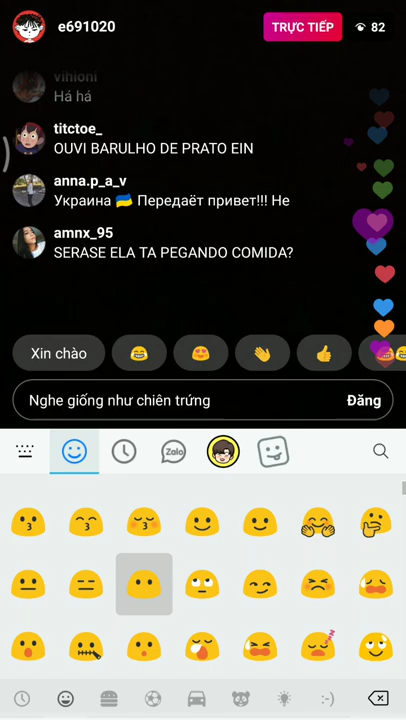 e691020
TRỰC TIẾP
82
vihioni
Há há
titctoe_
OUVI BARULHO DE PRATO EIN
anna.p_a_v
Украина 🇺🇦 Передаёт привет!!! Не
amnx_95
SERASE ELA TA PEGANDO COMIDA?
Xin chào
Nghe giống như chiên trứng
Đăng
Zalo
:-)